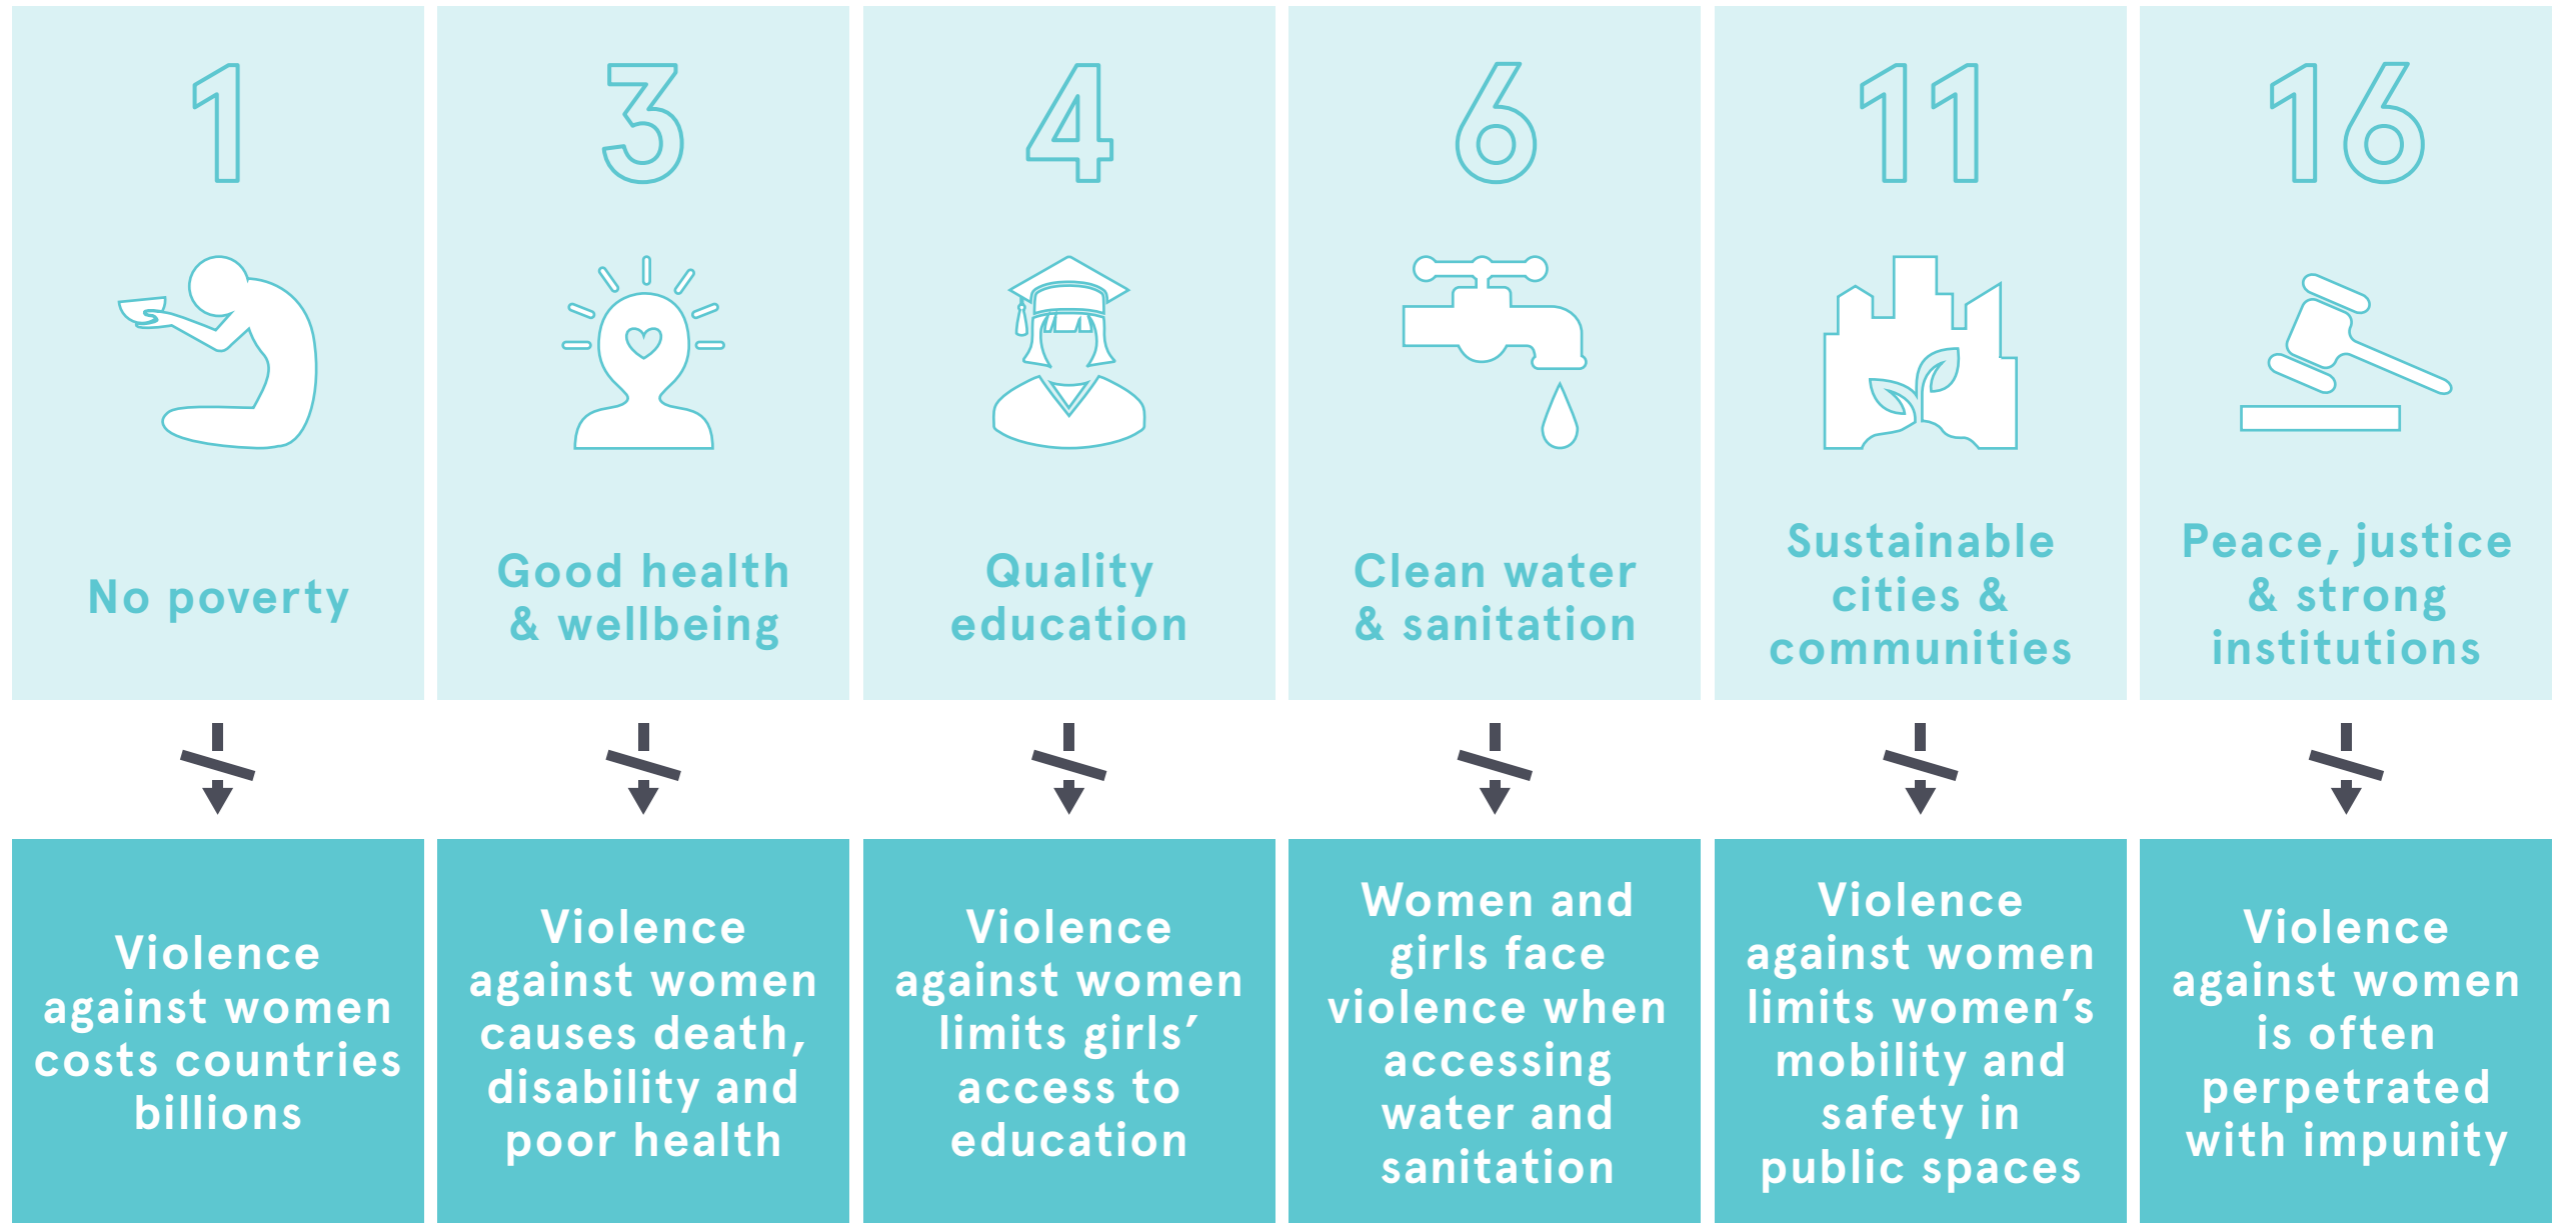 1
No poverty
Violence
against women
costs countries
billions
3
Good health
& wellbeing
Violence
against women
causes death,
disability and
poor health
4
Quality
education
Violence
against women
limits girls’
access to
education
6
Clean water
& sanitation
Women and
girls face
violence when
accessing
water and
sanitation
11
Sustainable
cities &
communities
Violence
against women
limits women’s
mobility and
safety in
public spaces
16
Peace, justice
& strong
institutions
Violence
against women
is often
perpetrated
with impunity